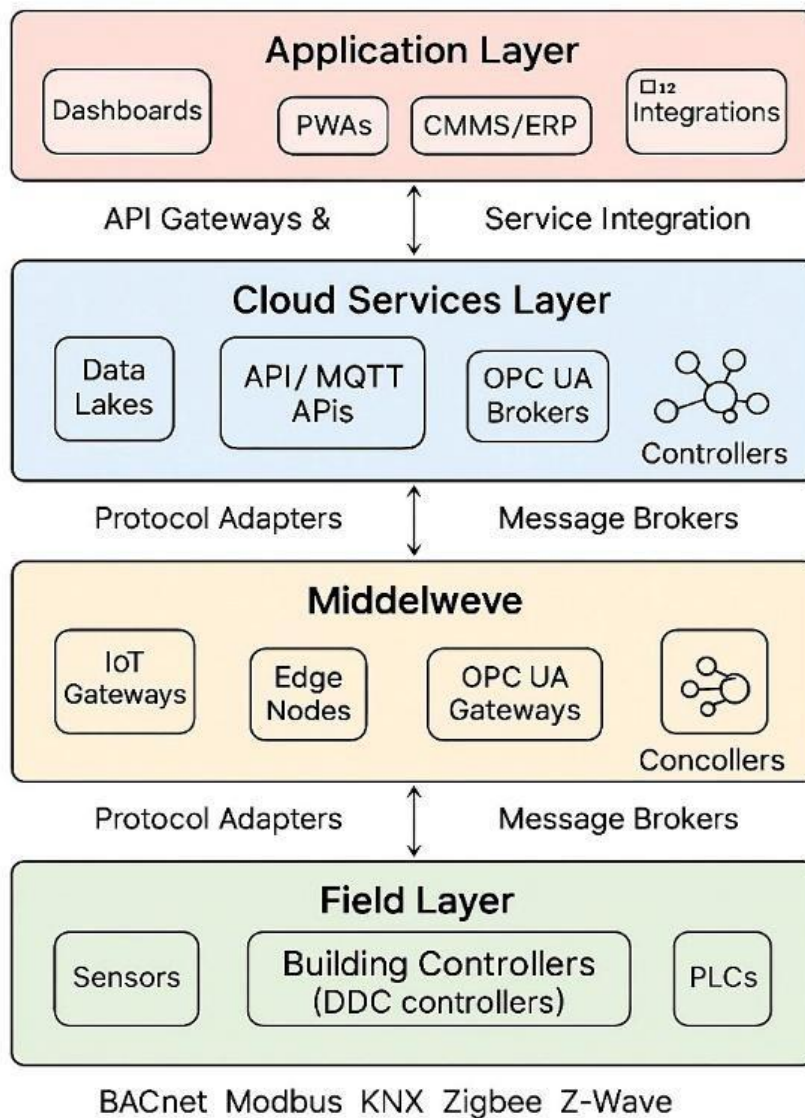 Application Layer
Dashboards
PWAs
CMMS/ERP
□12
Integrations
API Gateways &
Service Integration
Cloud Services Layer
Data
Lakes
API/ MQTT
APis
OPC UA
Brokers
Controllers
Protocol Adapters
Message Brokers
Middelweve
IoT
Gateways
Edge
Nodes
OPC UA
Gateways
Concollers
Protocol Adapters
Message Brokers
Field Layer
Sensors
Building Controllers
(DDC controllers)
PLCs
BACnet Modbus KNX Zigbee Z-Wave